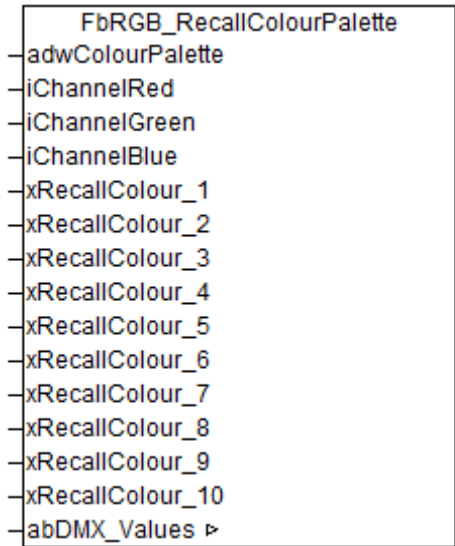 FbRGB_RecallColourPalette
adwColourPalette
iChannelRed
iChannelGreen
iChannelBlue
xRecallColour_1
xRecallColour_2
xRecallColour_3
xRecallColour_4
xRecallColour_5
xRecallColour_6
xRecallColour_7
xRecallColour_8
xRecallColour_9
xRecallColour_10
abDMX_Values ▹